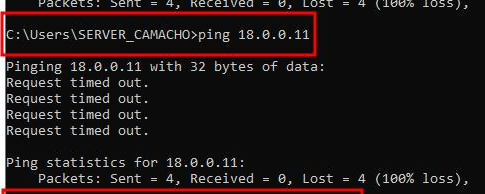 Packets: Sent = 4, Received = 0, Lost = 4 (100% loss),
C:\Users\SERVER_CAMACHO>ping 18.0.0.11
Pinging 18.0.0.11 with 32 bytes of data:
Request timed out.
Request timed out.
Request timed out.
Request timed out.
Ping statistics for 18.0.0.11:
Packets: Sent = 4, Received = 0, Lost = 4 (100% loss),